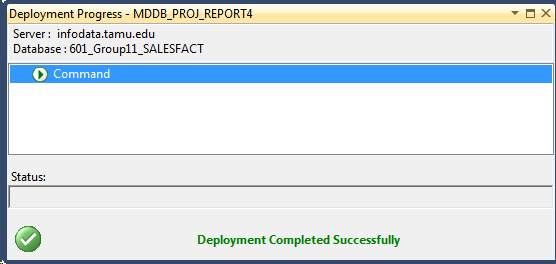 Deployment Progress - MDDB_PROJ_REPORT4
Server : infodata.tamu.edu
Database : 601_Group11_SALESFACT
Command
Status:
Deployment Completed Successfully